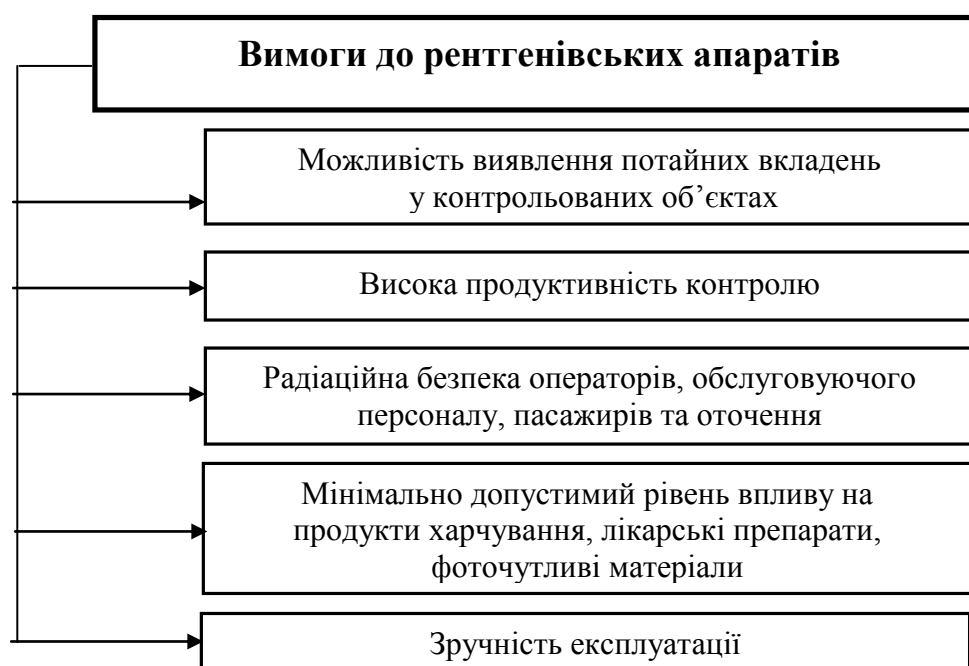 Вимоги до рентгенівських апаратів
Можливість виявлення потайних вкладень
у контрольованих об’єктах
Висока продуктивність контролю
Радіаційна безпека операторів, обслуговуючого
персоналу, пасажирів та оточення
Мінімально допустимий рівень впливу на
продукти харчування, лікарські препарати,
фоточутливі матеріали
Зручність експлуатації